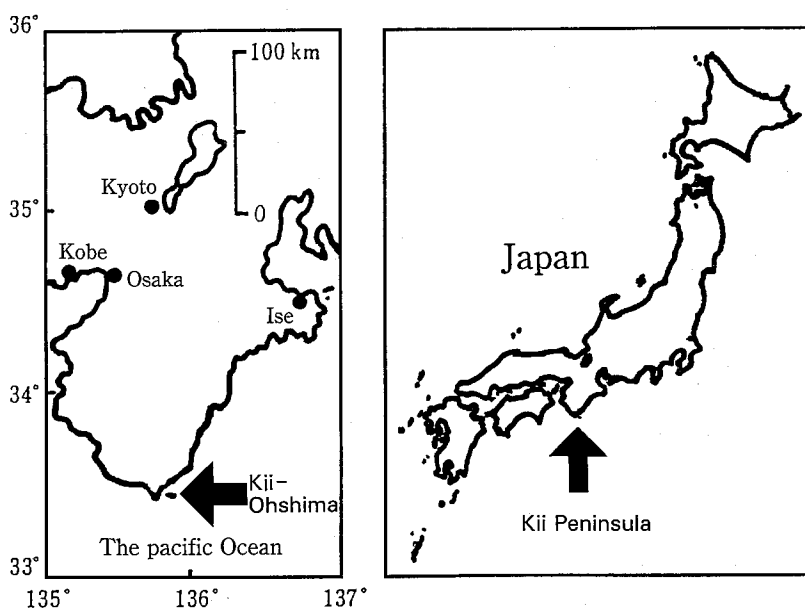 36°
100 km
Kyoto
35°
0
Kobe
Osaka
Ise
34°
Kii-
Ohshima
The pacific Ocean
33°
135°
136°
137°
Japan
Kii Peninsula